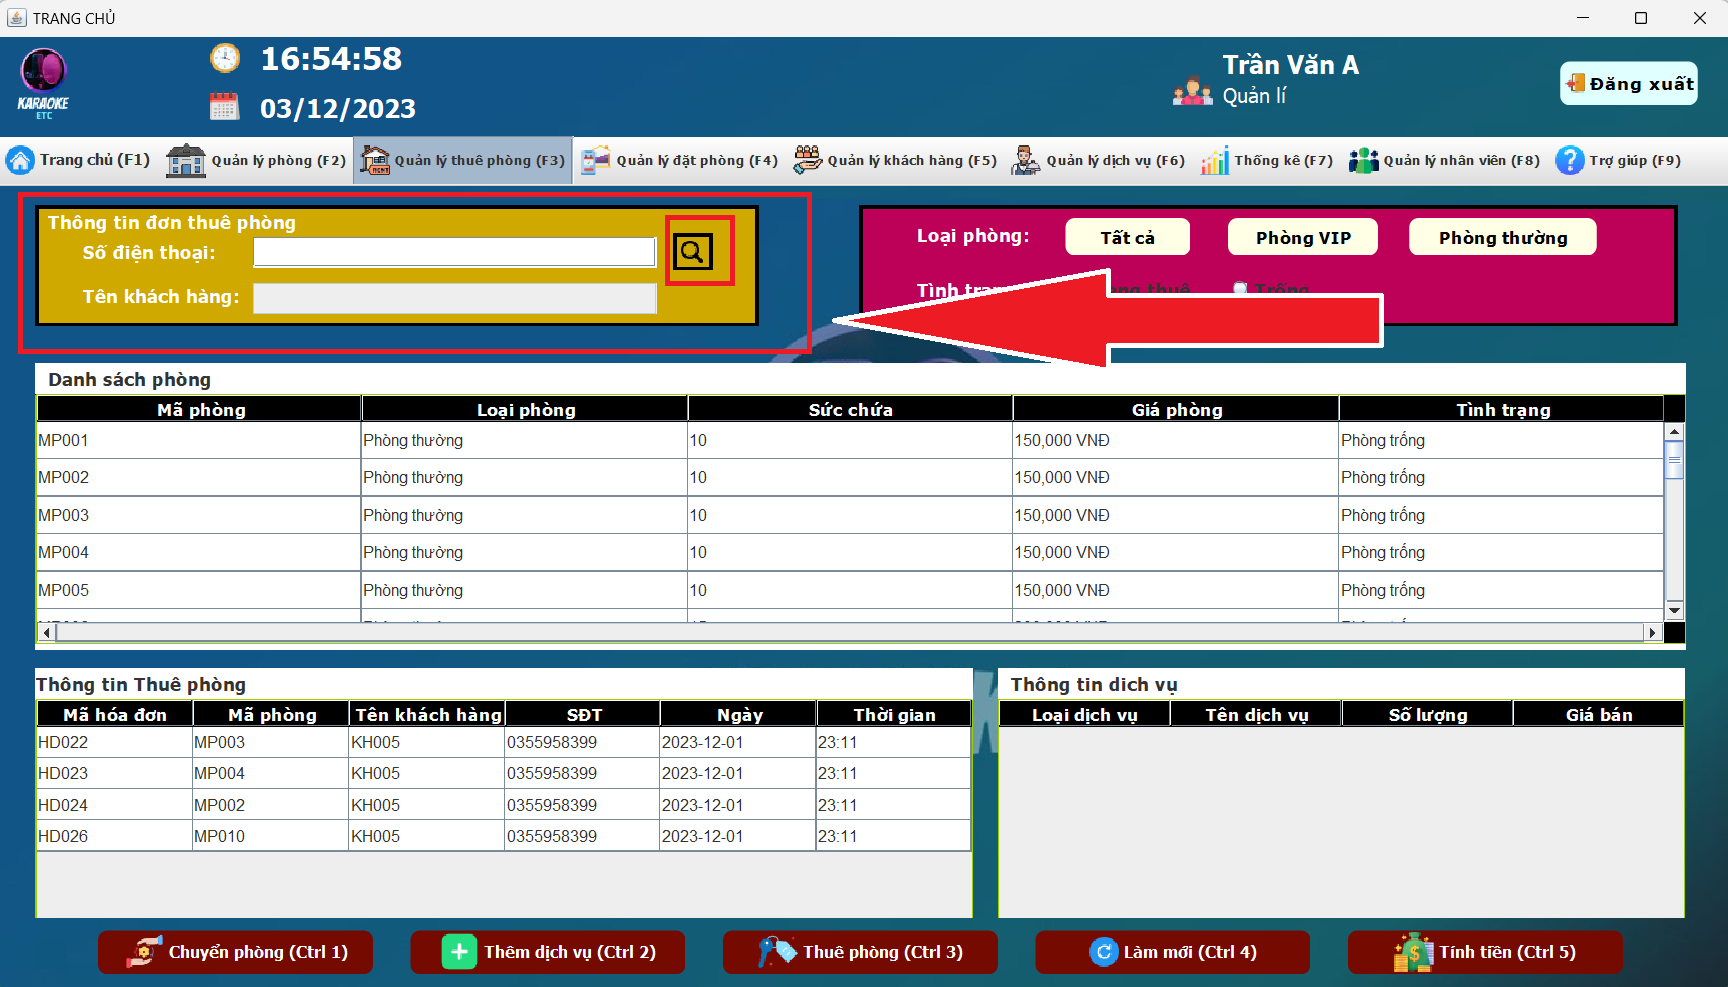 TRANG CHỦ
KARAOKE
ETC
16:54:58
03/12/2023
Trần Văn A
Quản lí
Đăng xuất
Trang chủ (F1)
Quản lý phòng (F2)
Quản lý thuê phòng (F3)
Quản lý đặt phòng (F4)
Quản lý khách hàng (F5)
Quản lý dịch vụ (F6)
Thống kê (F7)
Quản lý nhân viên (F8)
Trợ giúp (F9)
Thông tin đơn thuê phòng
Số điện thoại:
Tên khách hàng:
Loại phòng:
Tất cả
Phòng VIP
Phòng thường
Tình
thuê
Trống
Danh sách phòng
Mã phòng Loại phòng Sức chứa Giá phòng Tình trạng
MP001 Phòng thường 10 150,000 VNĐ Phòng trống
MP002 Phòng thường 10 150,000 VNĐ Phòng trống
MP003 Phòng thường 10 150,000 VNĐ Phòng trống
MP004 Phòng thường 10 150,000 VNĐ Phòng trống
MP005 Phòng thường 10 150,000 VNĐ Phòng trống
Thông tin Thuê phòng
Mã hóa đơn Mã phòng Tên khách hàng SĐT Ngày Thời gian
HD022 MP003 KH005 0355958399 2023-12-01 23:11
HD023 MP004 KH005 0355958399 2023-12-01 23:11
HD024 MP002 KH005 0355958399 2023-12-01 23:11
HD026 MP010 KH005 0355958399 2023-12-01 23:11
Thông tin dich vụ
Loại dịch vụ Tên dịch vụ Số lượng Giá bán
Chuyển phòng (Ctrl 1)
Thêm dịch vụ (Ctrl 2)
Thuê phòng (Ctrl 3)
Làm mới (Ctrl 4)
Tính tiền (Ctrl 5)